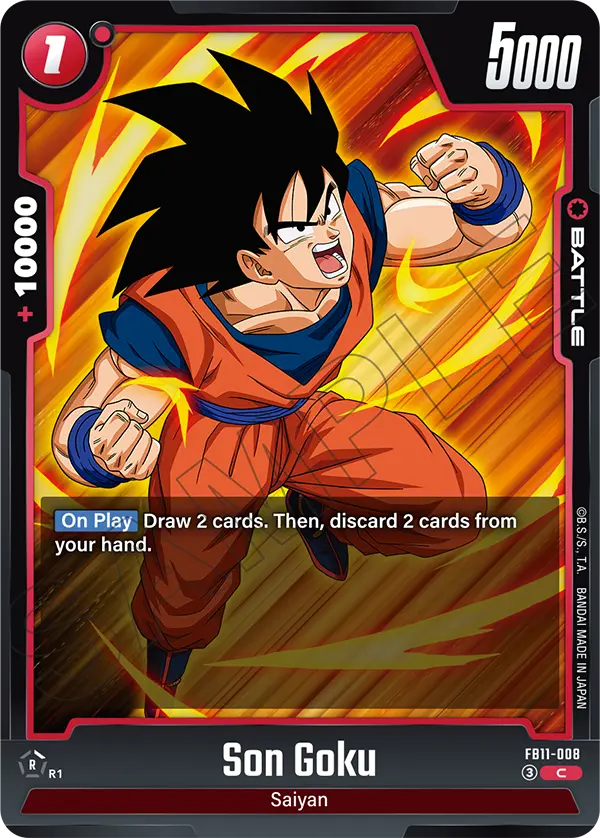 1
5000
+ 10000
BATTLE
SAMPLE
On Play Draw 2 cards. Then, discard 2 cards from
your hand.
©B.S./S., T.A. BANDAI MADE IN JAPAN
R
R1
Son Goku
FB11-008
3 C
Saiyan